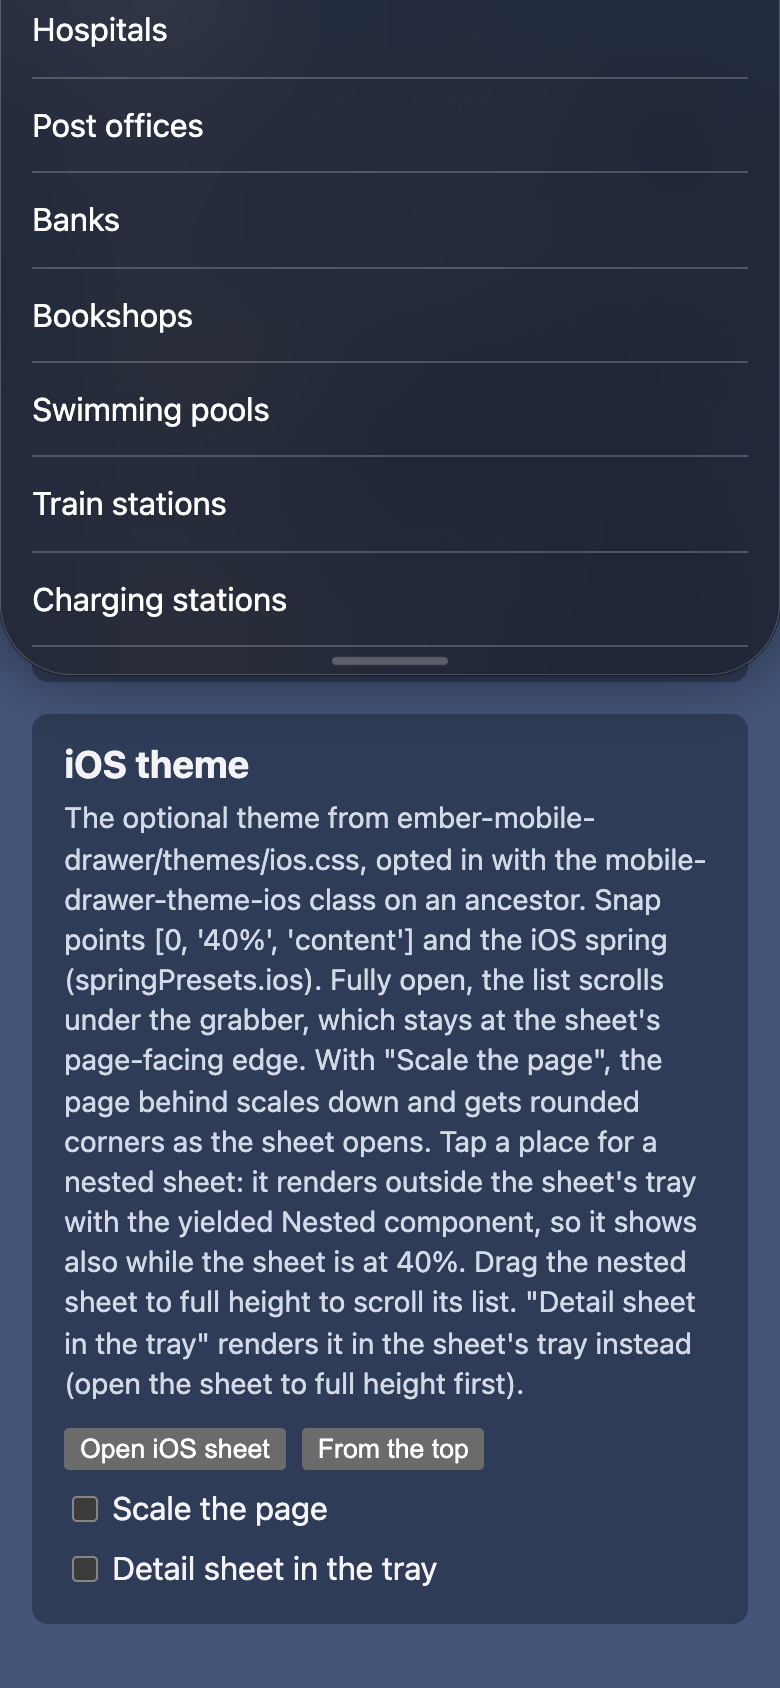 Hospitals
Post offices
Banks
Bookshops
Swimming pools
Train stations
Charging stations
iOS theme
The optional theme from ember-mobile-
drawer/themes/ios.css, opted in with the mobile-
drawer-theme-ios class on an ancestor. Snap
points [0, '40%', 'content'] and the iOS spring
(springPresets.ios). Fully open, the list scrolls
under the grabber, which stays at the sheet's
page-facing edge. With "Scale the page", the
page behind scales down and gets rounded
corners as the sheet opens. Tap a place for a
nested sheet: it renders outside the sheet's tray
with the yielded Nested component, so it shows
also while the sheet is at 40%. Drag the nested
sheet to full height to scroll its list. "Detail sheet
in the tray" renders it in the sheet's tray instead
(open the sheet to full height first).
Open iOS sheet From the top
Scale the page
Detail sheet in the tray